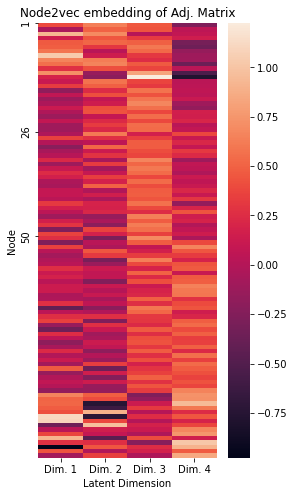 Node2vec embedding of Adj. Matrix
1
26
50
Node
Dim. 1 Dim. 2 Dim. 3 Dim. 4
Latent Dimension
1.00
0.75
0.50
0.25
0.00
−0.25
−0.50
−0.75